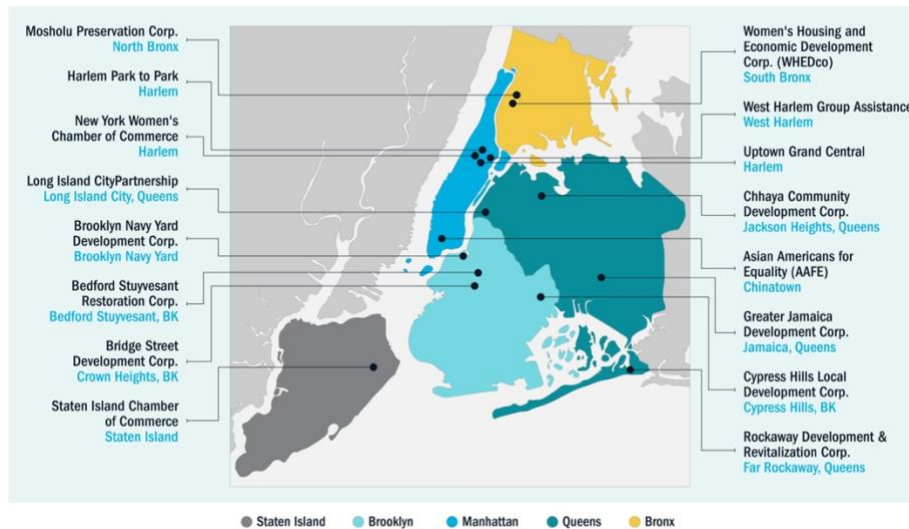 Mosholu Preservation Corp.
North Bronx
Harlem Park to Park
Harlem
New York Women's
Chamber of Commerce
Harlem
Long Island CityPartnership
Long Island City, Queens
Brooklyn Navy Yard
Development Corp.
Brooklyn Navy Yard
Bedford Stuyvesant
Restoration Corp.
Bedford Stuyvesant, BK
Bridge Street
Development Corp.
Crown Heights, BK
Staten Island Chamber
of Commerce
Staten Island
Women's Housing and
Economic Development
Corp. (WHEDco)
South Bronx
West Harlem Group Assistance
West Harlem
Uptown Grand Central
Harlem
Chhaya Community
Development Corp.
Jackson Heights, Queens
Asian Americans for
Equality (AAFE)
Chinatown
Greater Jamaica
Development Corp.
Jamaica, Queens
Cypress Hills Local
Development Corp.
Cypress Hills, BK
Rockaway Development &
Revitalization Corp.
Far Rockaway, Queens
Staten Island Brooklyn Manhattan Queens Bronx